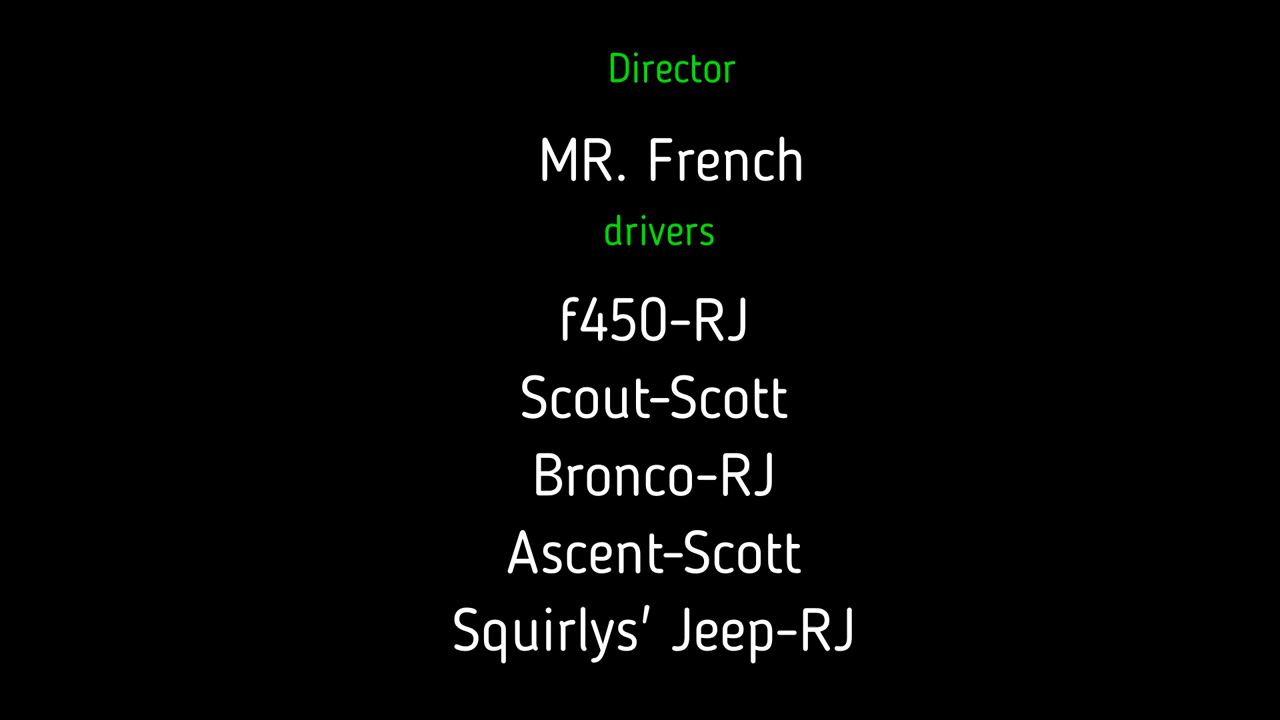 Director
MR. French
drivers
f450-RJ
Scout-Scott
Bronco-RJ
Ascent-Scott
Squirlys' Jeep-RJ